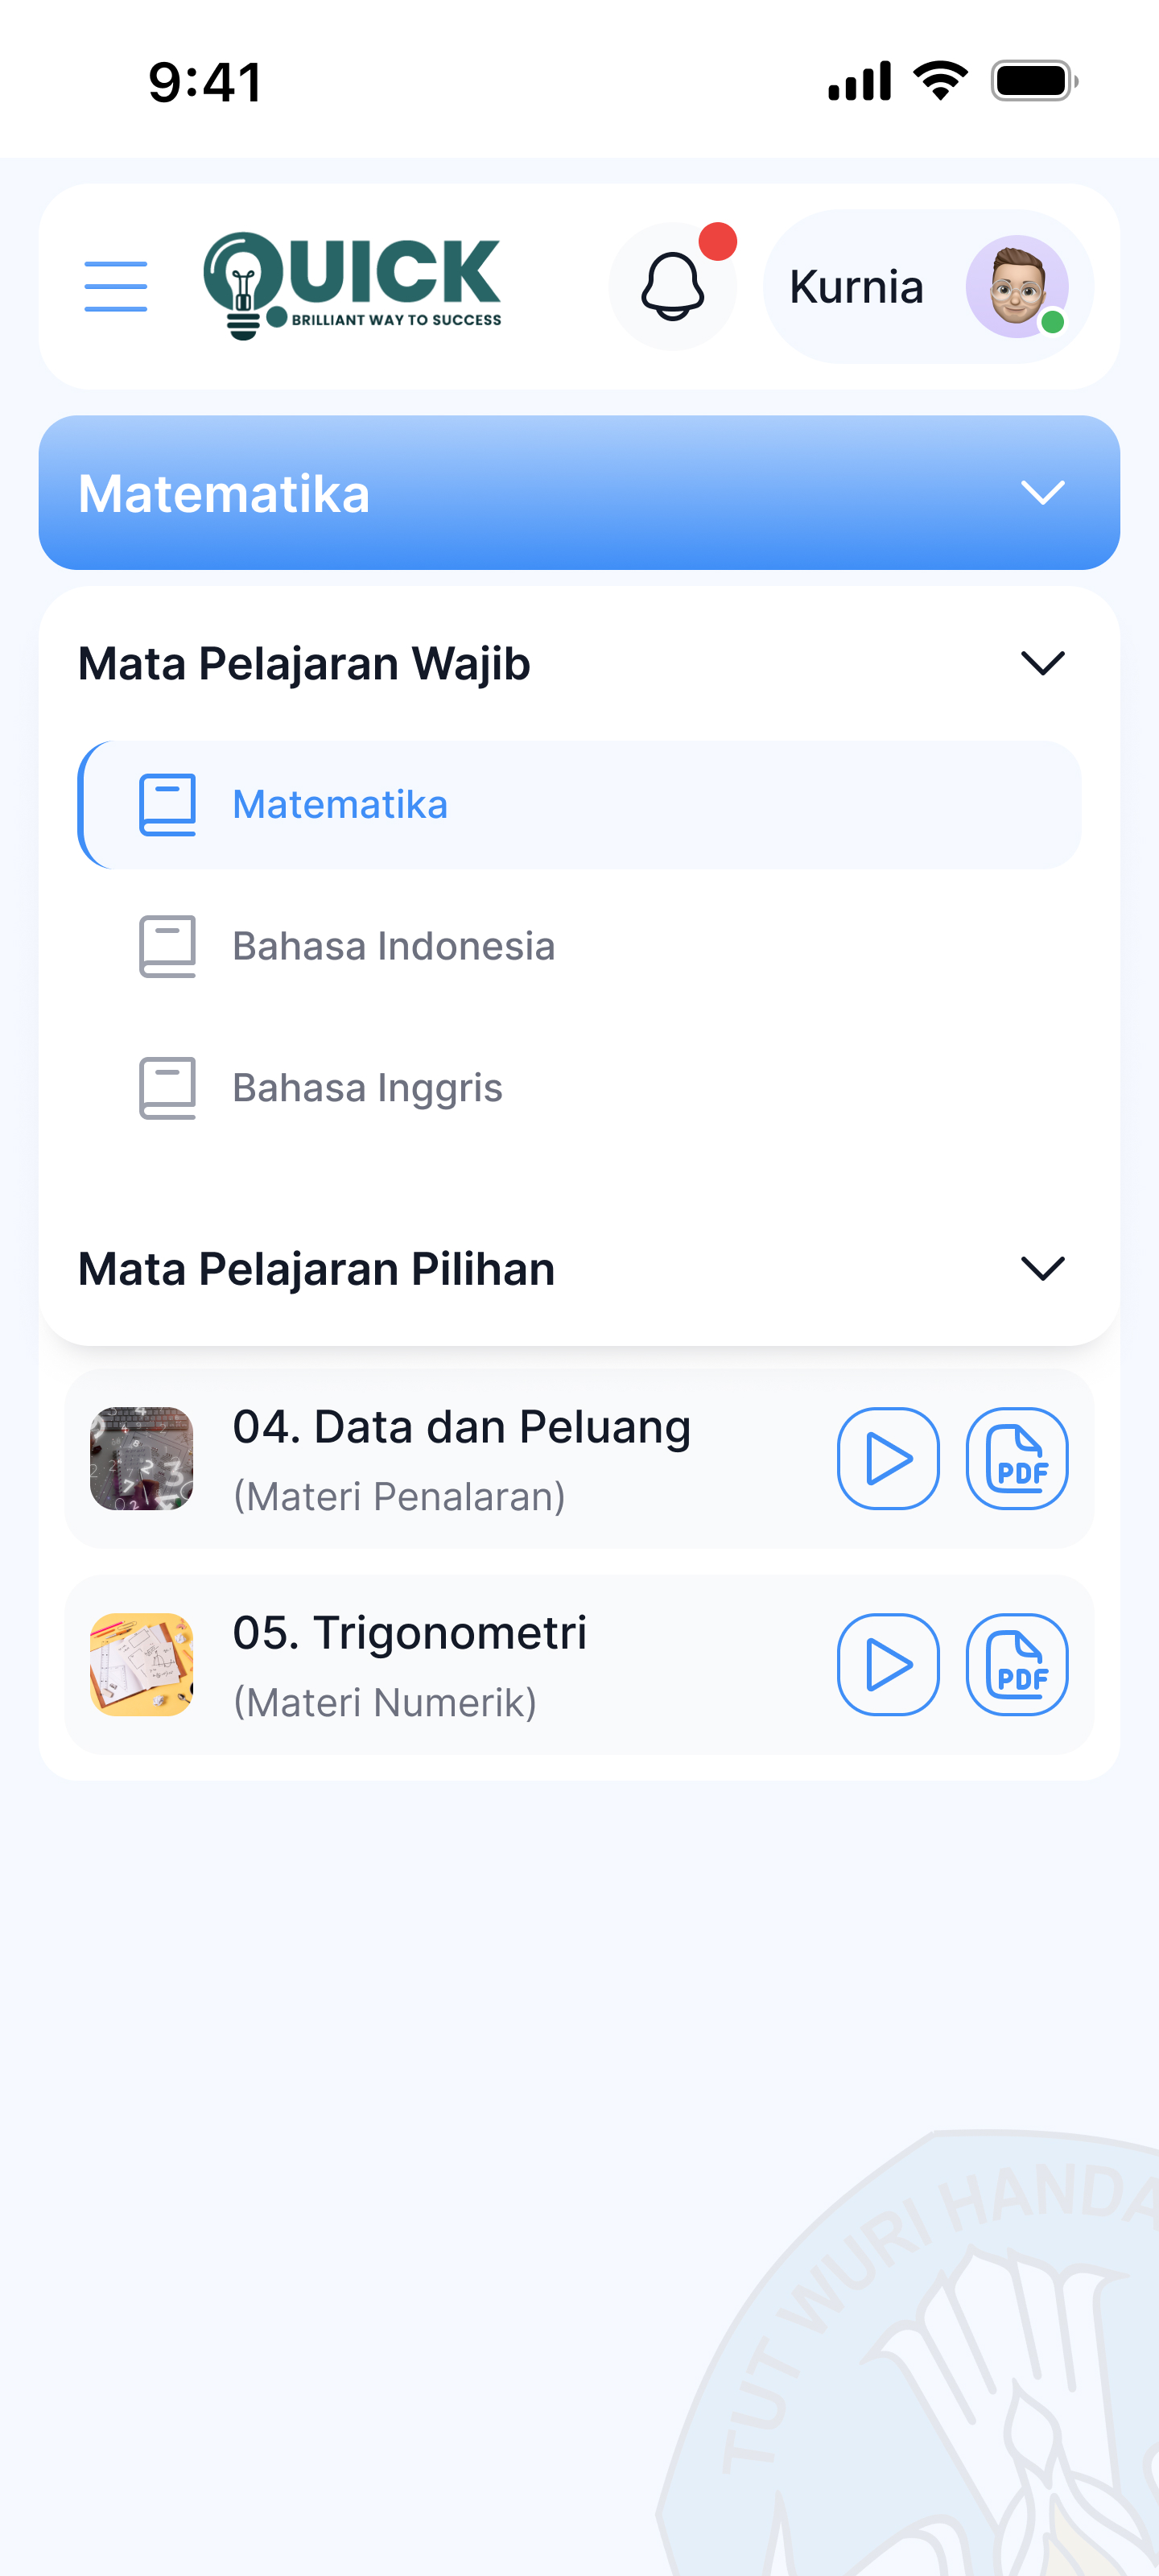 9:41
QUICK
BRILLIANT WAY TO SUCCESS
Kurnia
Matematika
Mata Pelajaran Wajib
Matematika
Bahasa Indonesia
Bahasa Inggris
Mata Pelajaran Pilihan
04. Data dan Peluang
(Materi Penalaran)
PDF
05. Trigonometri
(Materi Numerik)
PDF
TUT WURI HANDA